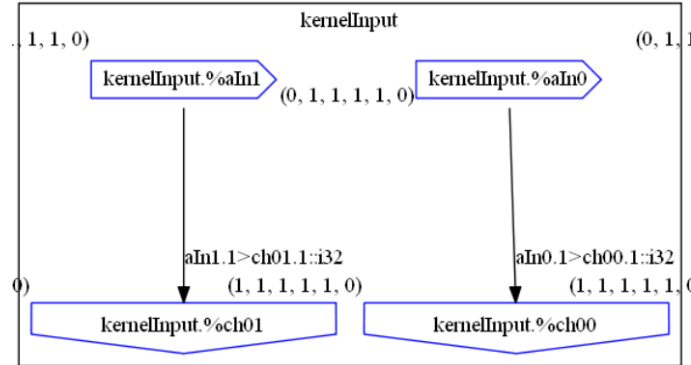 kernelInput
, 1, 1, 0)
(0, 1, 1
kernelInput.%aIn1
kernelInput.%aIn0
(0, 1, 1, 1, 1, 0)
aIn1.1>ch01.1::i32
aIn0.1>ch00.1::i32
0)
(1, 1, 1, 1, 1, 0)
(1, 1, 1, 1, 1, 0
kernelInput.%ch01
kernelInput.%ch00